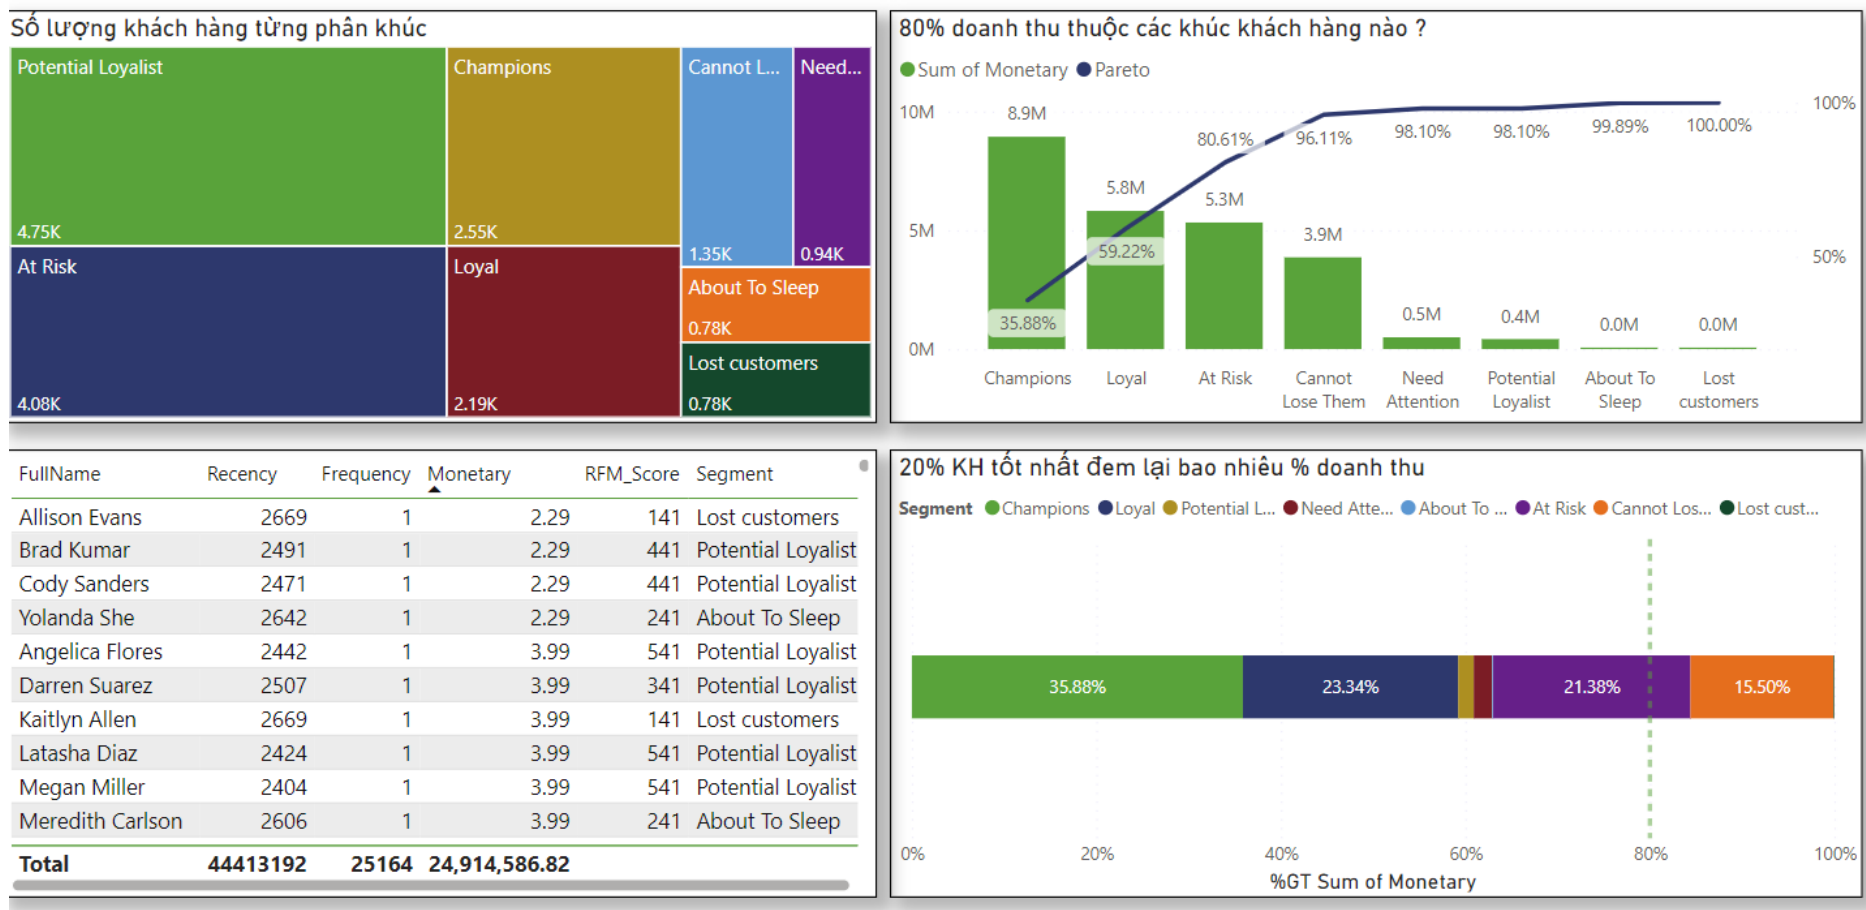 Số lượng khách hàng từng phân khúc
Potential Loyalist
4.75K
Champions
2.55K
Cannot L...
1.35K
Need...
0.94K
At Risk
4.08K
Loyal
2.19K
About To Sleep
0.78K
Lost customers
0.78K
80% doanh thu thuộc các khúc khách hàng nào ?
Sum of Monetary Pareto
10M
5M
0M
100%
50%
8.9M
5.8M
5.3M
3.9M
0.5M
0.4M
0.0M
0.0M
35.88%
59.22%
80.61%
96.11%
98.10%
98.10%
99.89%
100.00%
Champions
Loyal
At Risk
Cannot
Lose Them
Need
Attention
Potential
Loyalist
About To
Sleep
Lost
customers
FullName Recency Frequency Monetary RFM_Score Segment
Allison Evans 2669 1 2.29 141 Lost customers
Brad Kumar 2491 1 2.29 441 Potential Loyalist
Cody Sanders 2471 1 2.29 441 Potential Loyalist
Yolanda She 2642 1 2.29 241 About To Sleep
Angelica Flores 2442 1 3.99 541 Potential Loyalist
Darren Suarez 2507 1 3.99 341 Potential Loyalist
Kaitlyn Allen 2669 1 3.99 141 Lost customers
Latasha Diaz 2424 1 3.99 541 Potential Loyalist
Megan Miller 2404 1 3.99 541 Potential Loyalist
Meredith Carlson 2606 1 3.99 241 About To Sleep
Total 44413192 25164 24,914,586.82
20% KH tốt nhất đem lại bao nhiêu % doanh thu
Segment Champions Loyal Potential L... Need Atte... About To ... At Risk Cannot Los... Lost cust...
35.88% 23.34% 21.38% 15.50%
0% 20% 40% 60% 80% 100%
%GT Sum of Monetary